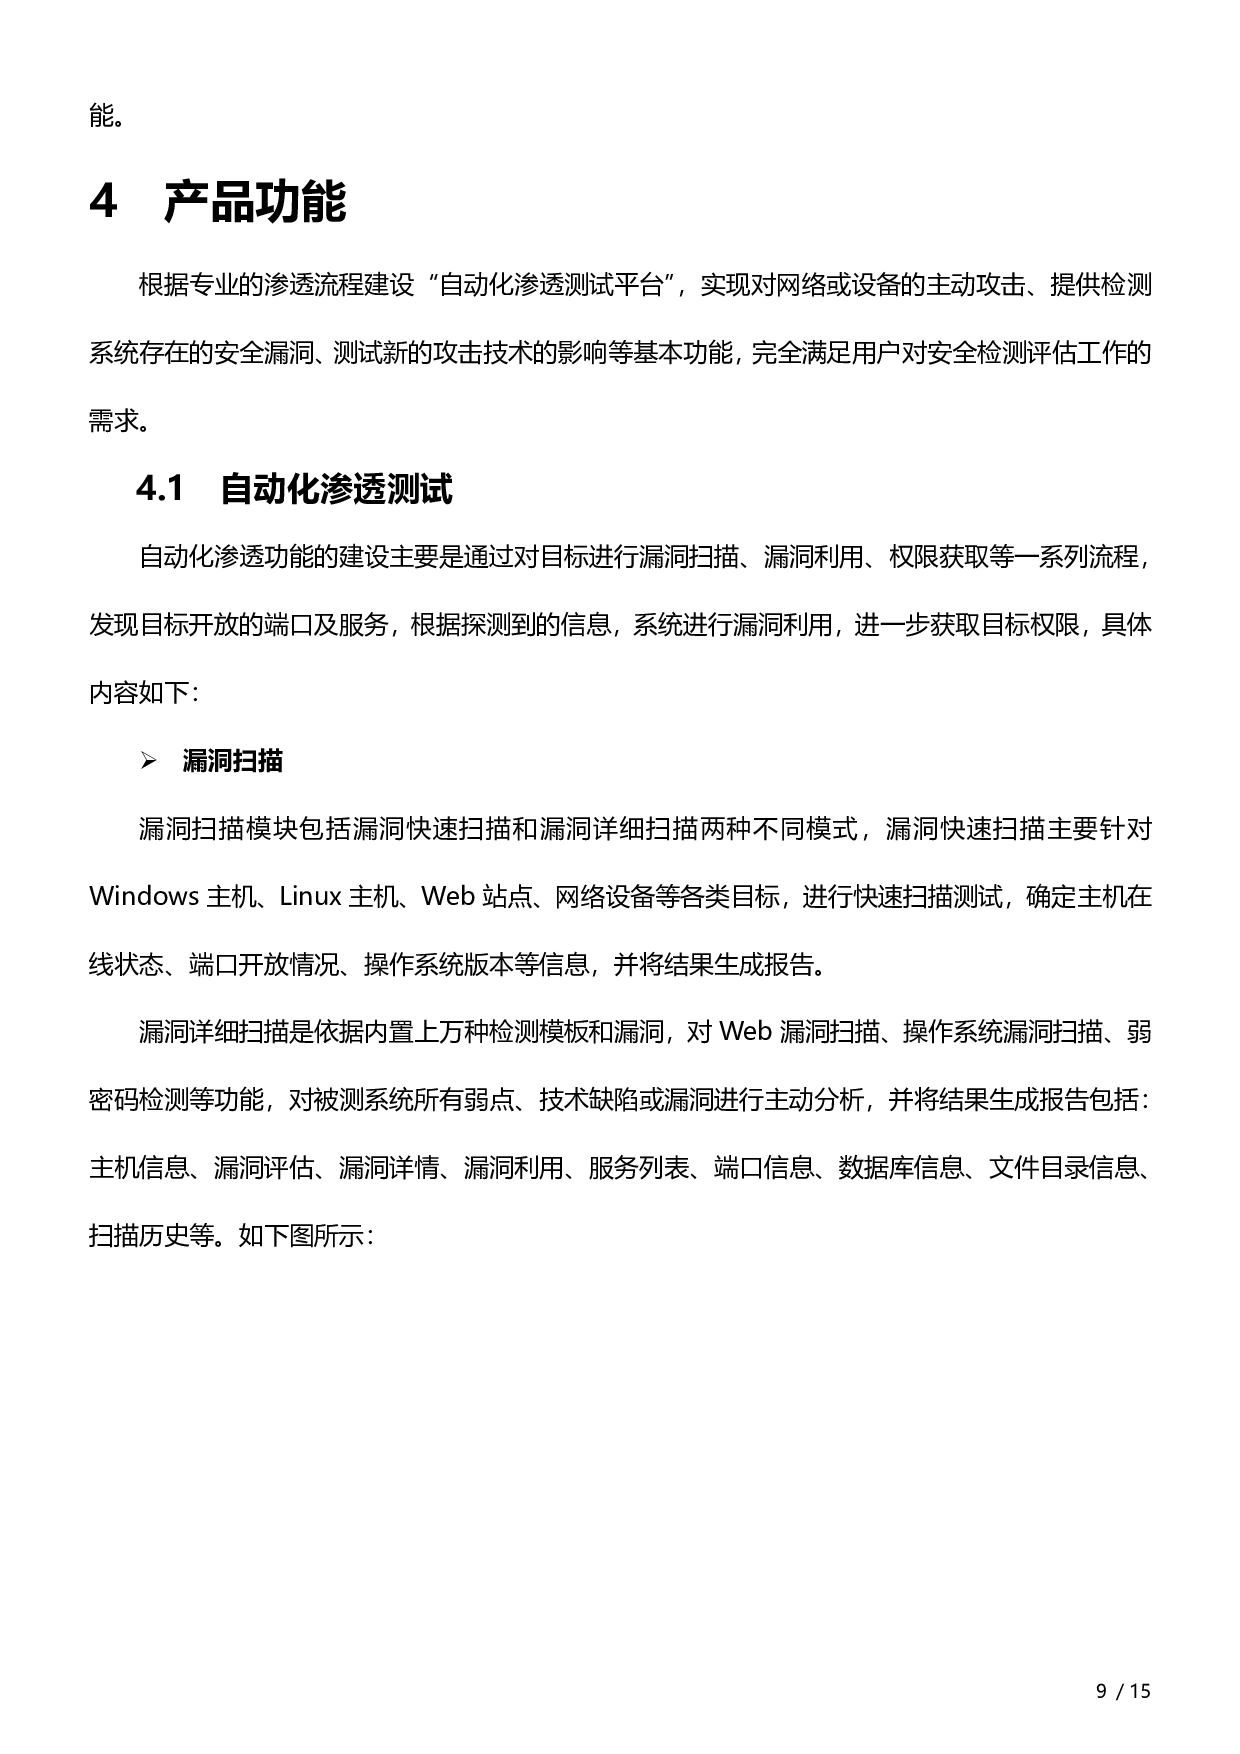 能。
4 产品功能
根据专业的渗透流程建设“自动化渗透测试平台”，实现对网络或设备的主动攻击、提供检测
系统存在的安全漏洞、测试新的攻击技术的影响等基本功能，完全满足用户对安全检测评估工作的
需求。
4.1 自动化渗透测试
自动化渗透功能的建设主要是通过对目标进行漏洞扫描、漏洞利用、权限获取等一系列流程，
发现目标开放的端口及服务，根据探测到的信息，系统进行漏洞利用，进一步获取目标权限，具体
内容如下：
➢ 漏洞扫描
漏洞扫描模块包括漏洞快速扫描和漏洞详细扫描两种不同模式，漏洞快速扫描主要针对
Windows 主机、Linux 主机、Web 站点、网络设备等各类目标，进行快速扫描测试，确定主机在
线状态、端口开放情况、操作系统版本等信息，并将结果生成报告。
漏洞详细扫描是依据内置上万种检测模板和漏洞，对 Web 漏洞扫描、操作系统漏洞扫描、弱
密码检测等功能，对被测系统所有弱点、技术缺陷或漏洞进行主动分析，并将结果生成报告包括：
主机信息、漏洞评估、漏洞详情、漏洞利用、服务列表、端口信息、数据库信息、文件目录信息、
扫描历史等。如下图所示：
9 / 15